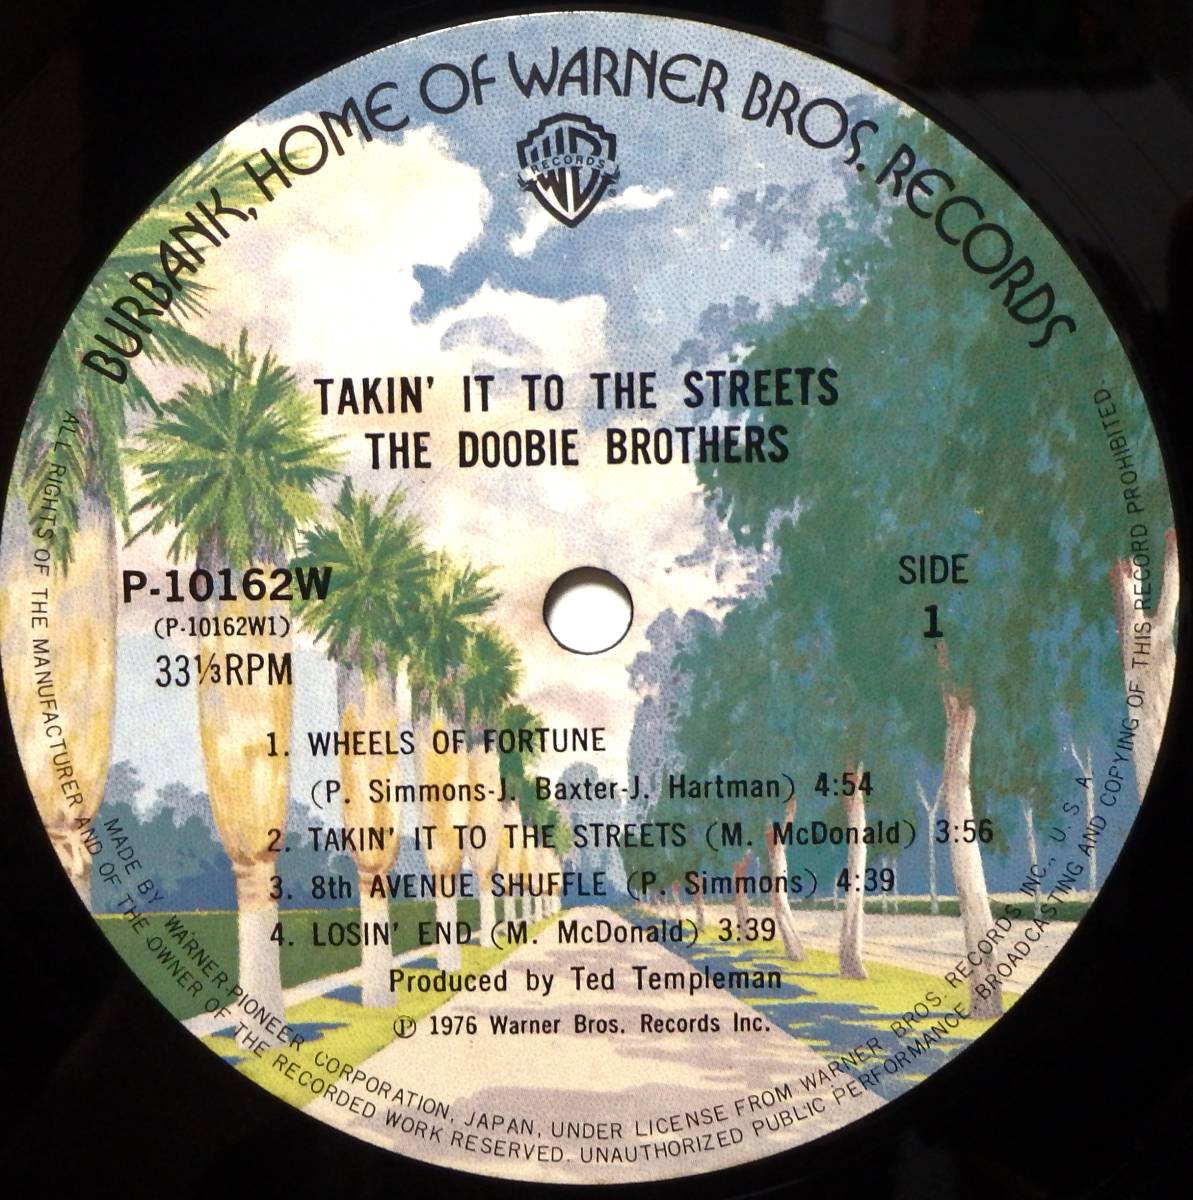 BURBANK, HOME OF WARNER BROS. RECORDS
WB
RECORDS
TAKIN' IT TO THE STREETS
THE DOOBIE BROTHERS
P-10162W
(P-10162W1)
33⅓RPM
SIDE
1
1. WHEELS OF FORTUNE
(P. Simmons-J. Baxter-J. Hartman) 4:54
2. TAKIN' IT TO THE STREETS (M. McDonald) 3:56
3. 8th AVENUE SHUFFLE (P. Simmons) 4:39
4. LOSIN' END (M. McDonald) 3:39
Produced by Ted Templeman
Ⓟ 1976 Warner Bros. Records Inc.
MADE BY WARNER-PIONEER CORPORATION, JAPAN, UNDER LICENSE FROM WARNER BROS. RECORDS INC., U. S. A.
ALL RIGHTS OF THE MANUFACTURER AND OF THE OWNER OF THE RECORDED WORK RESERVED. UNAUTHORIZED PUBLIC PERFORMANCE, BROADCASTING AND COPYING OF THIS RECORD PROHIBITED.